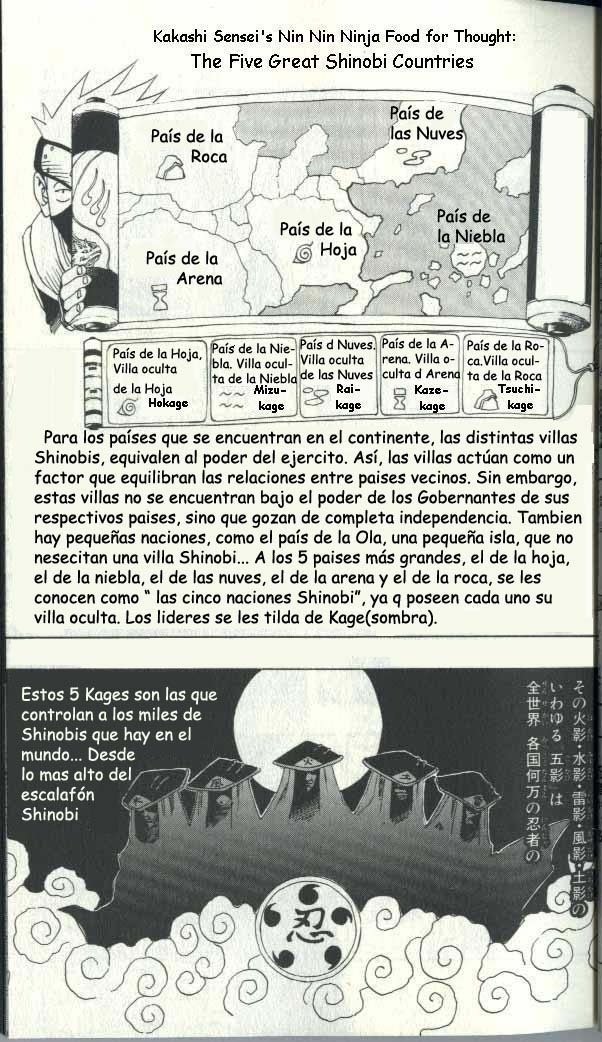 Kakashi Sensei's Nin Nin Ninja Food for Thought:
The Five Great Shinobi Countries
País de la
Roca
País de
las Nuves
País de la
Hoja
País de
la Niebla
País de la
Arena
País de la Hoja,
Villa oculta
de la Hoja
Hokage
País de la Nie-
bla. Villa ocul-
ta de la Niebla
Mizu-
kage
País d Nuves.
Villa oculta
de las Nuves
Rai-
kage
País de la A-
rena. Villa o-
culta d Arena
Kaze-
kage
País de la Ro-
ca.Villa ocul-
ta de la Roca
Tsuchi-
kage
Para los países que se encuentran en el continente, las distintas villas
Shinobis, equivalen al poder del ejercito. Así, las villas actúan como un
factor que equilibran las relaciones entre paises vecinos. Sin embargo,
estas villas no se encuentran bajo el poder de los Gobernantes de sus
respectivos paises, sino que gozan de completa independencia. Tambien
hay pequeñas naciones, como el país de la Ola, una pequeña isla, que no
nesecitan una villa Shinobi... A los 5 paises más grandes, el de la hoja,
el de la niebla, el de las nuves, el de la arena y el de la roca, se les
conocen como “ las cinco naciones Shinobi”, ya q poseen cada uno su
villa oculta. Los lideres se les tilda de Kage(sombra).
Estos 5 Kages son las que
controlan a los miles de
Shinobis que hay en el
mundo... Desde
lo mas alto del
escalafón
Shinobi
その火影・水影・雷影・風影・土影の
いわゆる 五影 は
全世界 各国何万の忍者の
火
忍